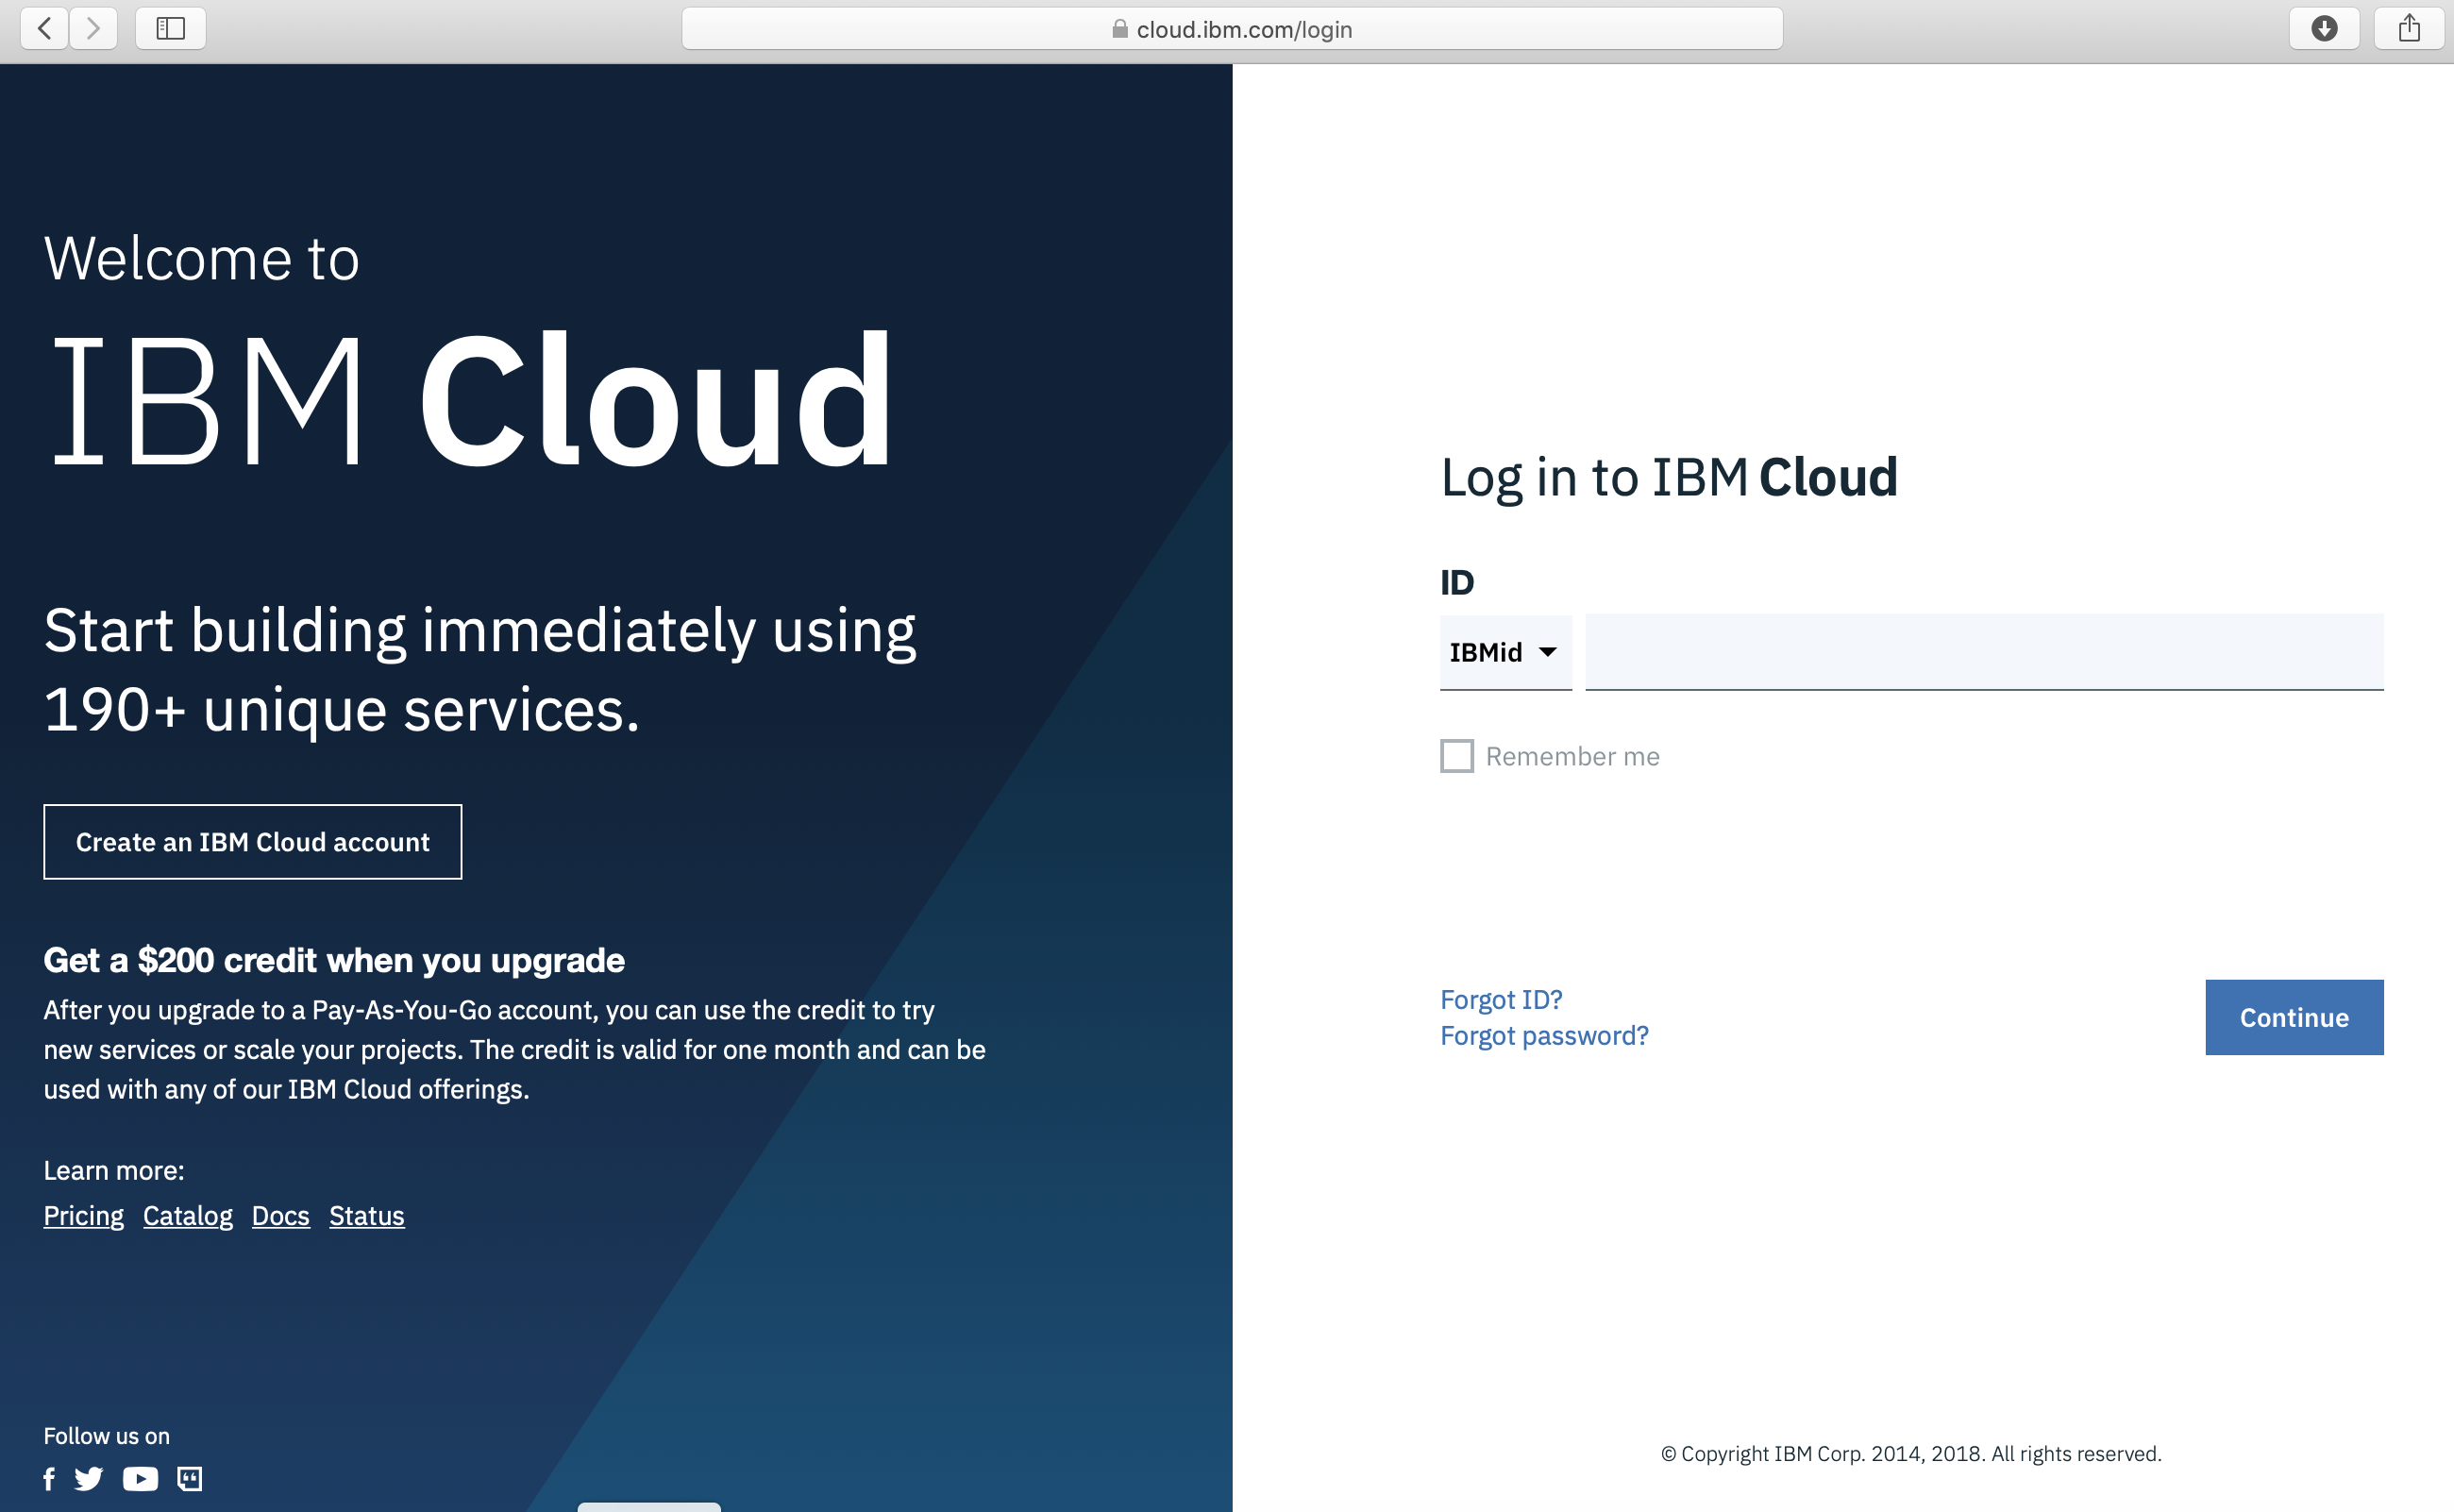 cloud.ibm.com/login
Welcome to
IBM Cloud
Start building immediately using
190+ unique services.
Create an IBM Cloud account
Get a $200 credit when you upgrade
After you upgrade to a Pay-As-You-Go account, you can use the credit to try
new services or scale your projects. The credit is valid for one month and can be
used with any of our IBM Cloud offerings.
Learn more:
Pricing Catalog Docs Status
Follow us on
Log in to IBM Cloud
ID
IBMid
Remember me
Forgot ID?
Forgot password?
Continue
© Copyright IBM Corp. 2014, 2018. All rights reserved.